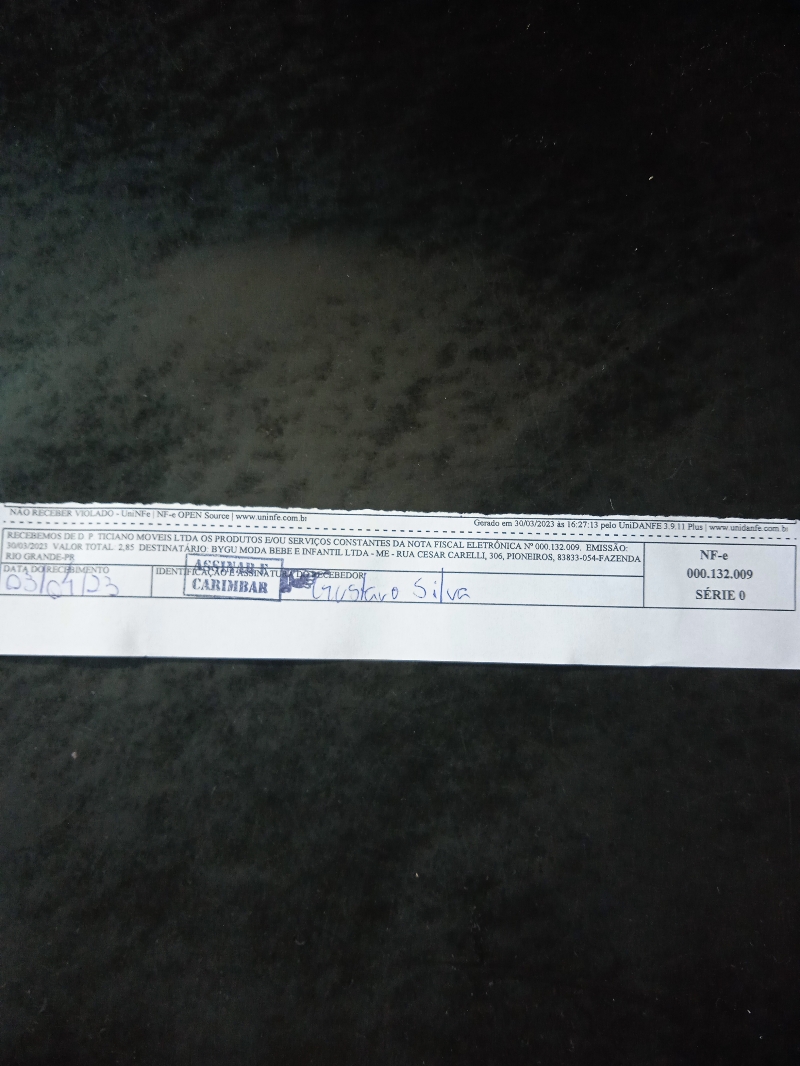 NÃO RECEBER VIOLADO - UniNFe | NF-e OPEN Source | www.uninfe.com.br
Gerado em 30/03/2023 às 16:27:13 pelo UniDANFE 3.9.11 Plus | www.unidanfe.com.br
RECEBEMOS DE D P TICIANO MOVEIS LTDA OS PRODUTOS E/OU SERVIÇOS CONSTANTES DA NOTA FISCAL ELETRÔNICA Nº 000.132.009. EMISSÃO:
30/03/2023 VALOR TOTAL 2,85 DESTINATÁRIO: BYGU MODA BEBE E INFANTIL LTDA - ME - RUA CESAR CARELLI, 306, PIONEIROS, 83833-054-FAZENDA
RIO GRANDE-PR
NF-e
000.132.009
SÉRIE 0
DATA DO RECEBIMENTO
03/04/23
IDENTIFICAÇÃO E ASSINATURA DO RECEBEDOR
ASSINAR E
CARIMBAR
Gustavo Silva